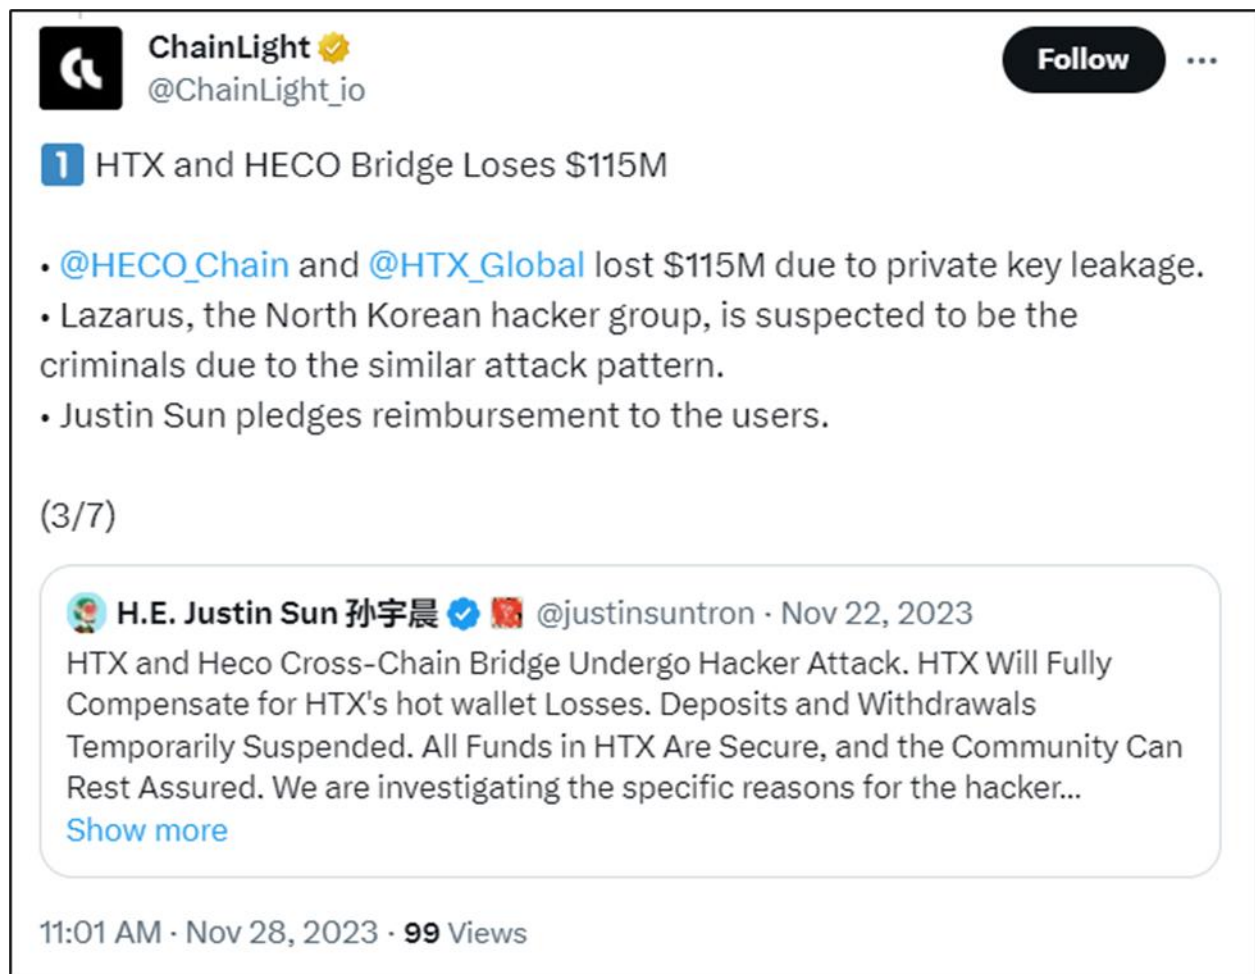 ChainLight
@ChainLight_io
Follow
1 HTX and HECO Bridge Loses $115M
• @HECO_Chain and @HTX_Global lost $115M due to private key leakage.
• Lazarus, the North Korean hacker group, is suspected to be the
criminals due to the similar attack pattern.
• Justin Sun pledges reimbursement to the users.
(3/7)
H.E. Justin Sun 孙宇晨 @justinsuntron · Nov 22, 2023
HTX and Heco Cross-Chain Bridge Undergo Hacker Attack. HTX Will Fully
Compensate for HTX's hot wallet Losses. Deposits and Withdrawals
Temporarily Suspended. All Funds in HTX Are Secure, and the Community Can
Rest Assured. We are investigating the specific reasons for the hacker...
Show more
11:01 AM · Nov 28, 2023 · 99 Views